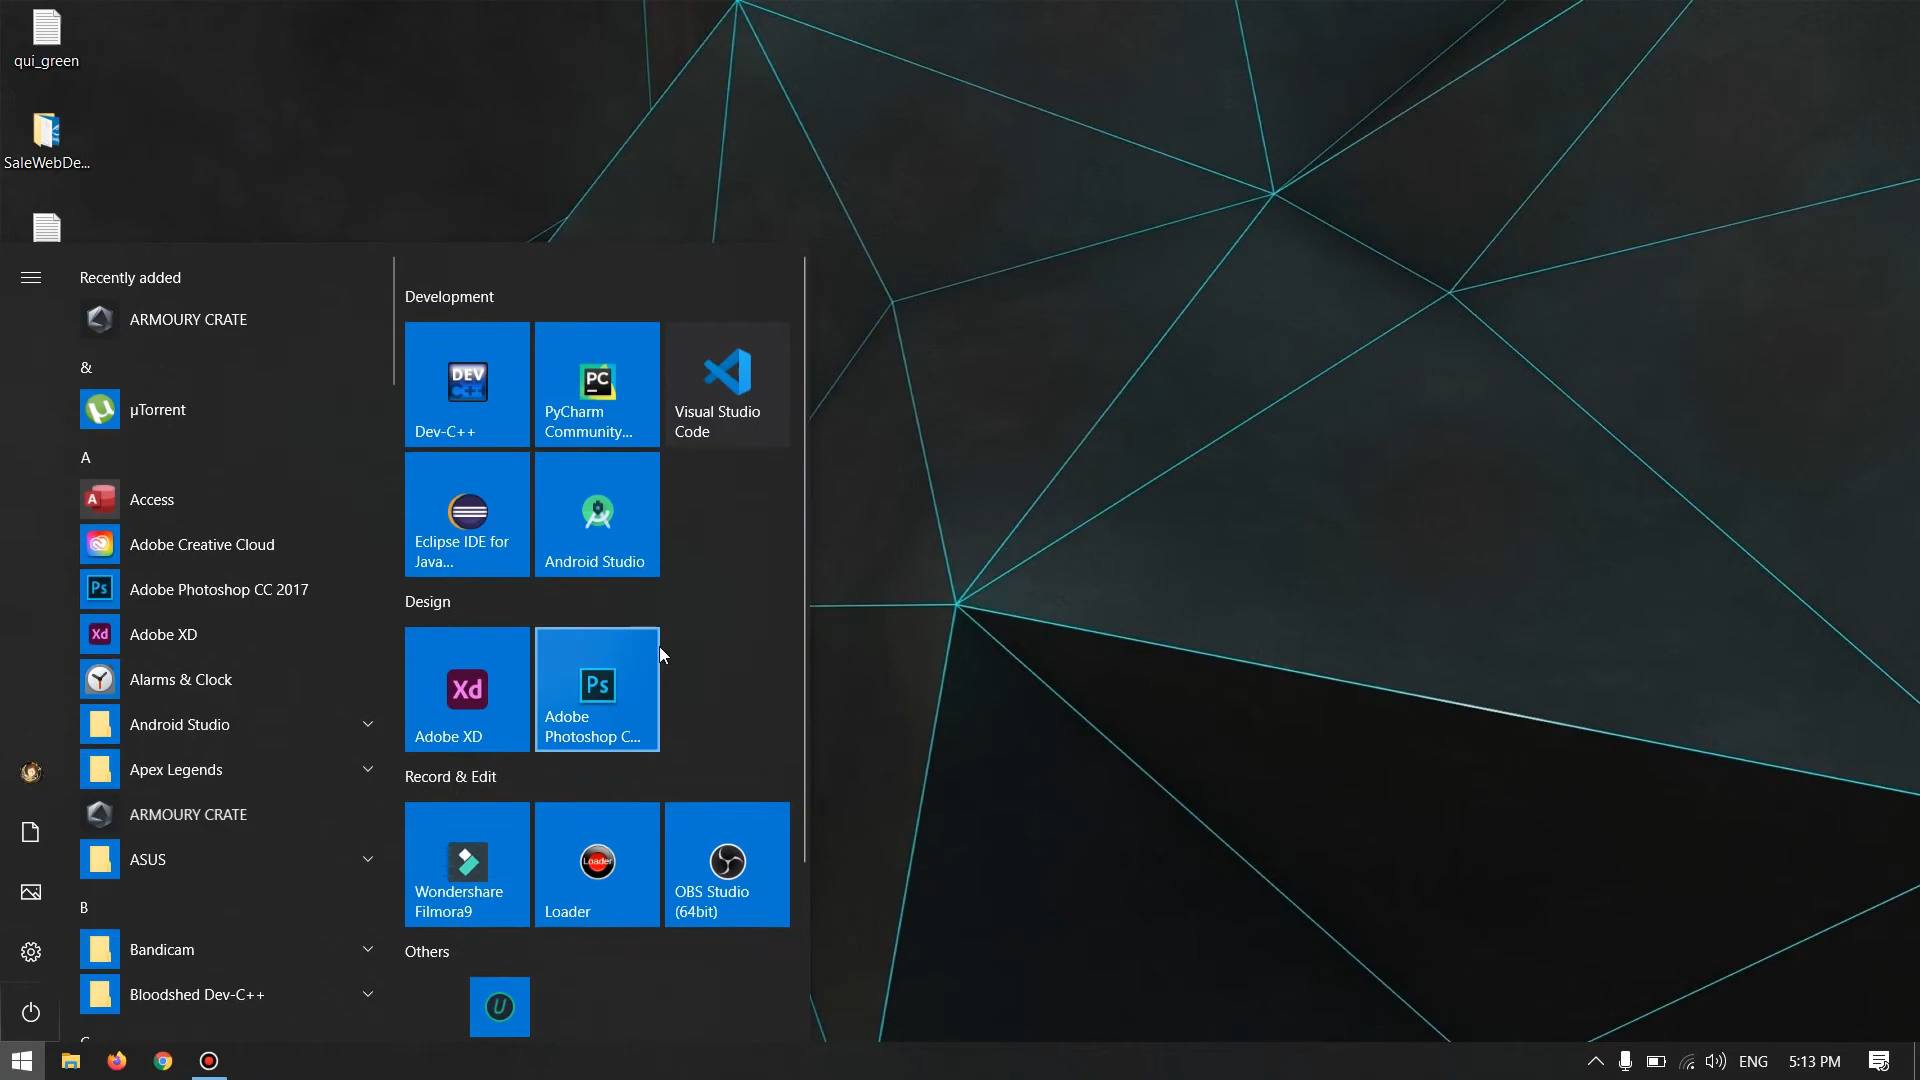 qui_green
SaleWebDe...
Recently added
ARMOURY CRATE
&
µTorrent
A
A
Access
Adobe Creative Cloud
Ps
Adobe Photoshop CC 2017
Xd
Adobe XD
Alarms & Clock
Android Studio
Apex Legends
ARMOURY CRATE
ASUS
B
Bandicam
Bloodshed Dev-C++
Development
DEV
C++
Dev-C++
PC
PyCharm
Community...
Visual Studio
Code
Eclipse IDE for
Java...
Android Studio
Design
Xd
Adobe XD
Ps
Adobe
Photoshop C...
Record & Edit
Wondershare
Filmora9
Loader
Loader
OBS Studio
(64bit)
Others
U
ENG
5:13 PM